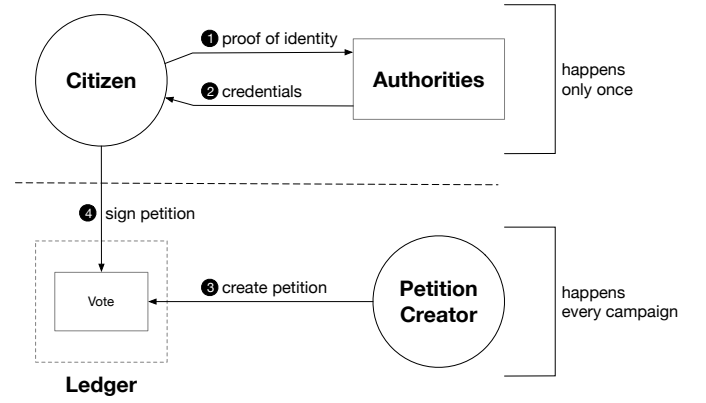 1 proof of identity
Citizen
Authorities
2 credentials
happens
only once
4 sign petition
Vote
3 create petition
Petition
Creator
happens
every campaign
Ledger